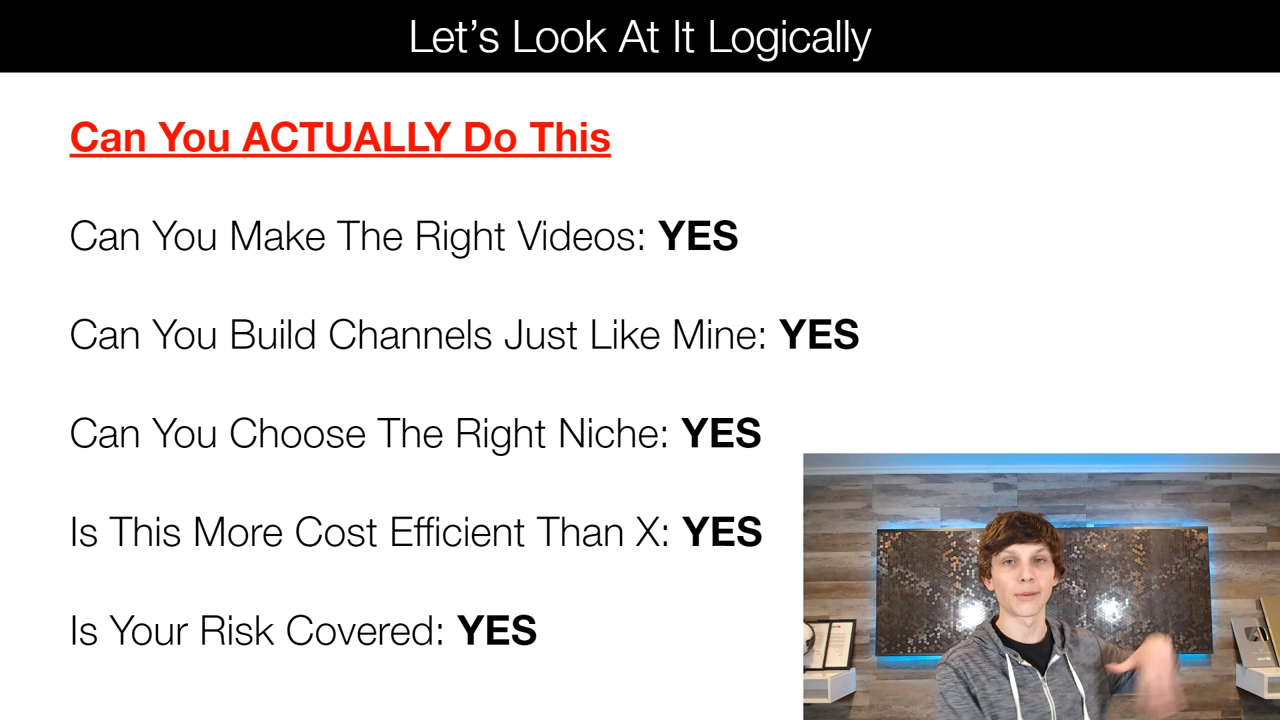 Let's Look At It Logically
Can You ACTUALLY Do This
Can You Make The Right Videos: YES
Can You Build Channels Just Like Mine: YES
Can You Choose The Right Niche: YES
Is This More Cost Efficient Than X: YES
Is Your Risk Covered: YES